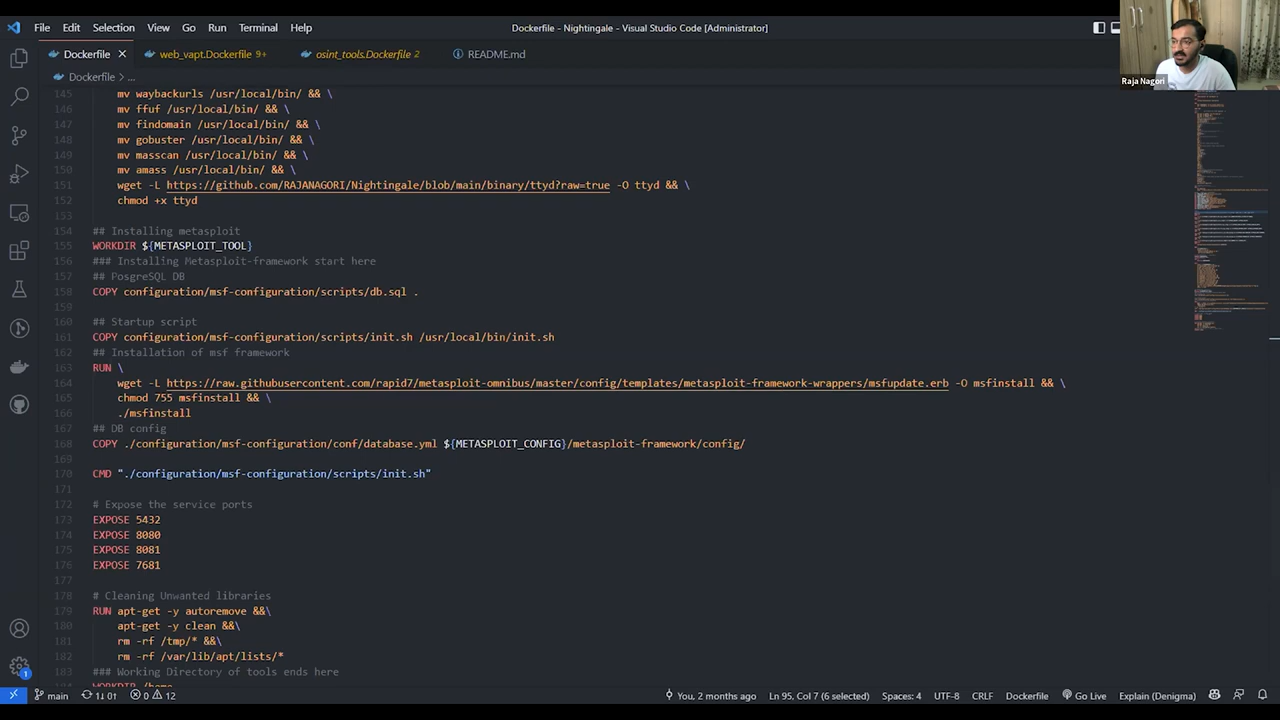 File Edit Selection View Go Run Terminal Help
Dockerfile - Nightingale - Visual Studio Code [Administrator]
Dockerfile
web_vapt.Dockerfile 9+
osint_tools.Dockerfile 2
README.md
Raja Nagori
Dockerfile > ...
145 mv waybackurls /usr/local/bin/ && \
146 mv ffuf /usr/local/bin/ && \
147 mv findomain /usr/local/bin/ && \
148 mv gobuster /usr/local/bin/ && \
149 mv masscan /usr/local/bin/ && \
150 mv amass /usr/local/bin/ && \
151 wget -L https://github.com/RAJANAGORI/Nightingale/blob/main/binary/ttyd?raw=true -O ttyd && \
152 chmod +x ttyd
153
154 ## Installing metasploit
155 WORKDIR ${METASPLOIT_TOOL}
156 ### Installing Metasploit-framework start here
157 ## PosgreSQL DB
158 COPY configuration/msf-configuration/scripts/db.sql .
159
160 ## Startup script
161 COPY configuration/msf-configuration/scripts/init.sh /usr/local/bin/init.sh
162 ## Installation of msf framework
163 RUN \
164 wget -L https://raw.githubusercontent.com/rapid7/metasploit-omnibus/master/config/templates/metasploit-framework-wrappers/msfupdate.erb -O msfinstall && \
165 chmod 755 msfinstall && \
166 ./msfinstall
167 ## DB config
168 COPY ./configuration/msf-configuration/conf/database.yml ${METASPLOIT_CONFIG}/metasploit-framework/config/
169
170 CMD "./configuration/msf-configuration/scripts/init.sh"
171
172 # Expose the service ports
173 EXPOSE 5432
174 EXPOSE 8080
175 EXPOSE 8081
176 EXPOSE 7681
177
178 # Cleaning Unwanted libraries
179 RUN apt-get -y autoremove &&\
180 apt-get -y clean &&\
181 rm -rf /tmp/* &&\
182 rm -rf /var/lib/apt/lists/*
183 ### Working Directory of tools ends here
1
main 1↓ 0↑ 0 12 You, 2 months ago Ln 95, Col 7 (6 selected) Spaces: 4 UTF-8 CRLF Dockerfile Go Live Explain (Denigma)